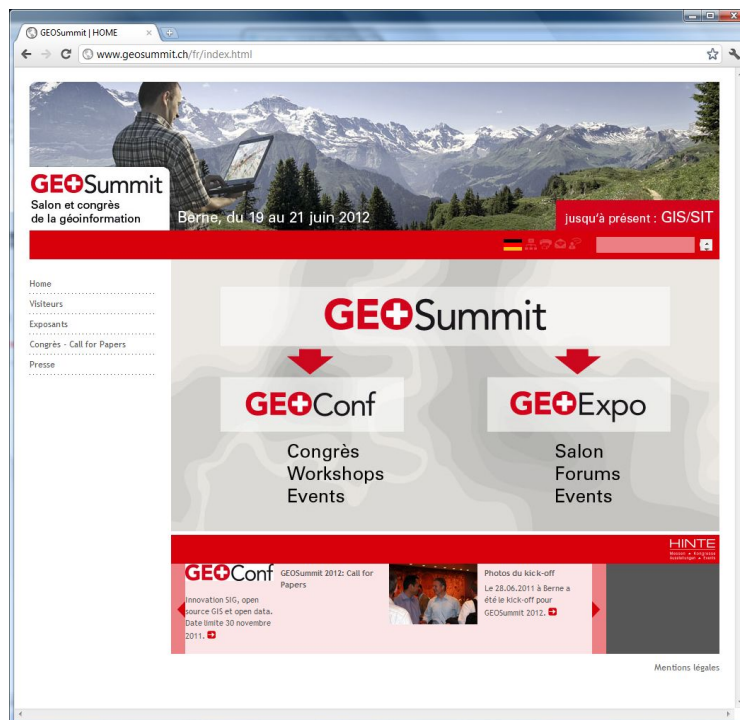 GEOSummit | HOME
www.geosummit.ch/fr/index.html
GEOSummit
Salon et congrès
de la géoinformation
Berne, du 19 au 21 juin 2012
jusqu'à présent : GIS/SIT
Home
Visiteurs
Exposants
Congrès - Call for Papers
Presse
GEOSummit
GEOConf
GEOExpo
Congrès
Workshops
Events
Salon
Forums
Events
HINTE
Messen + Kongresse
Ausstellungen + Events
GEOConf
GEOSummit 2012: Call for
Papers
Innovation SIG, open
source GIS et open data.
Date limite 30 novembre
2011.
Photos du kick-off
Le 28.06.2011 à Berne a
été le kick-off pour
GEOSummit 2012.
Mentions légales